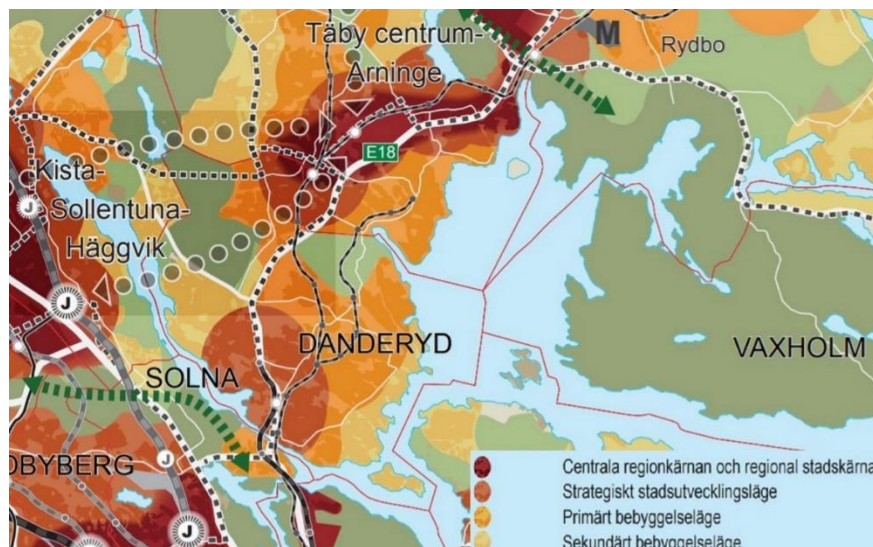 Täby centrum-
Arninge
M
Rydbo
E18
Kista-
Sollentuna-
Häggvik
J
J
DANDERYD
VAXHOLM
SOLNA
DBYBERG
J
J
Centrala regionkärnan och regional stadskärna
Strategiskt stadsutvecklingsläge
Primärt bebyggelseläge
Sekundärt bebyggelseläge